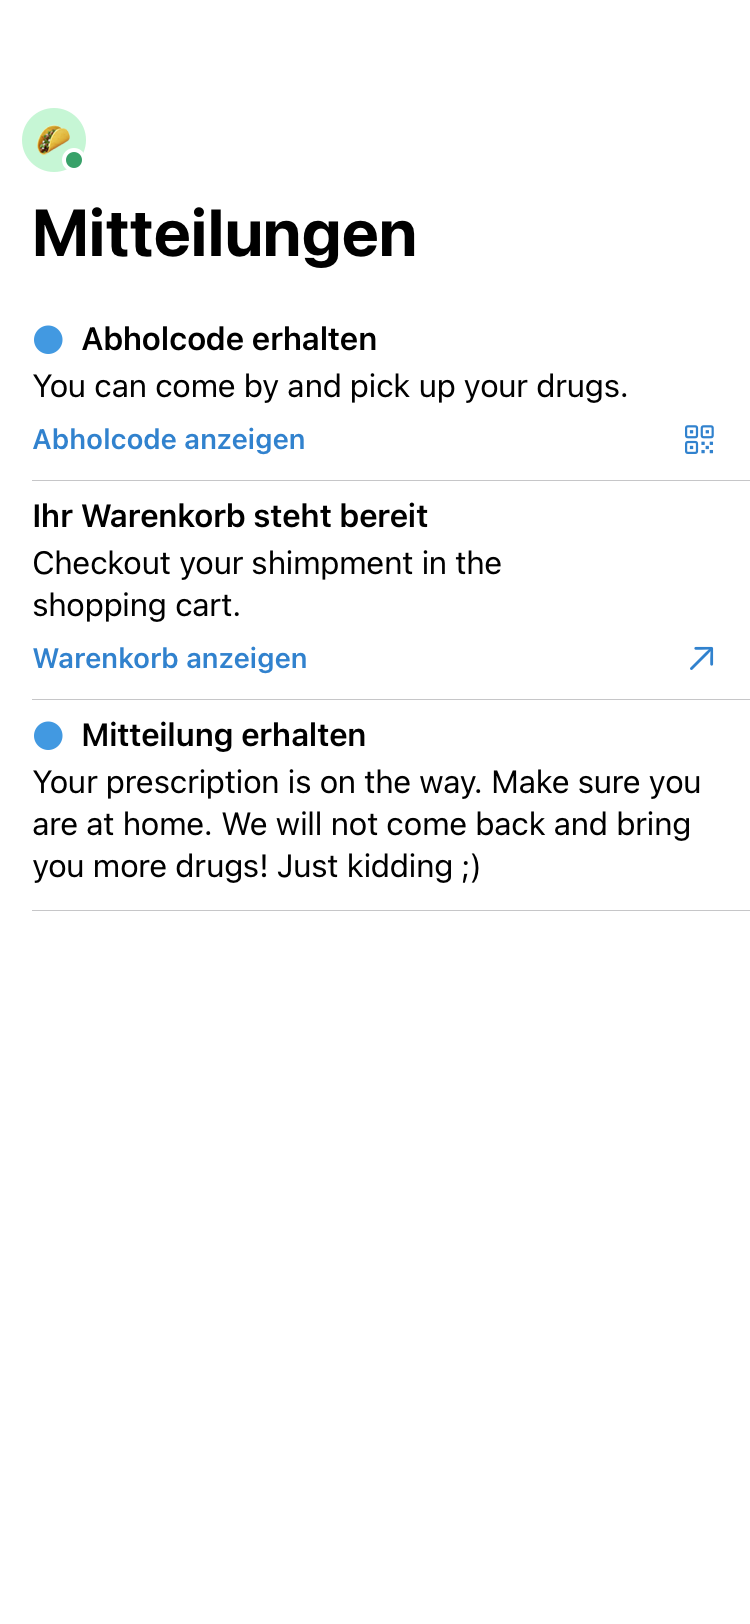 Mitteilungen
Abholcode erhalten
You can come by and pick up your drugs.
Abholcode anzeigen
Ihr Warenkorb steht bereit
Checkout your shimpment in the
shopping cart.
Warenkorb anzeigen
Mitteilung erhalten
Your prescription is on the way. Make sure you
are at home. We will not come back and bring
you more drugs! Just kidding ;)